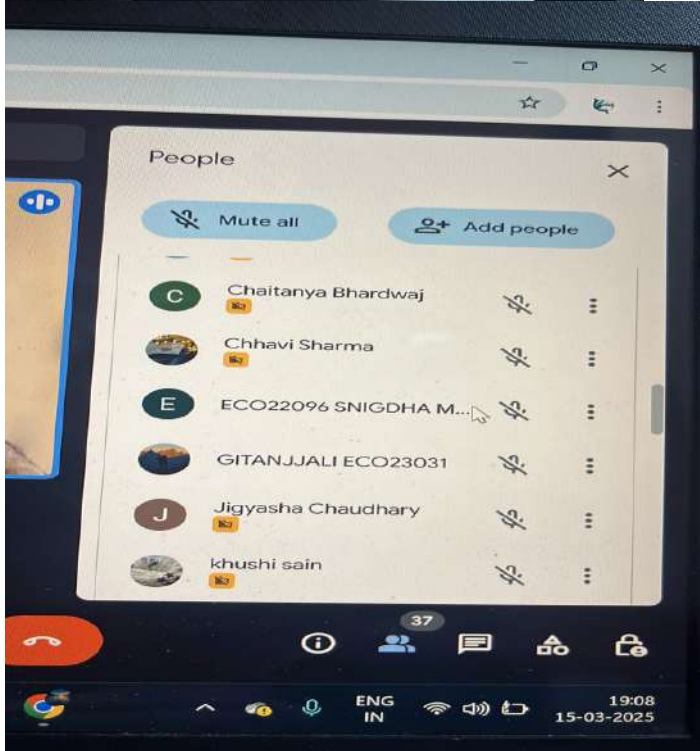 People
Mute all
Add people
C
Chaitanya Bhardwaj
Chhavi Sharma
E
ECO22096 SNIGDHA M...
GITANJJALI ECO23031
J
Jigyasha Chaudhary
khushi sain
37
ENG
IN
19:08
15-03-2025